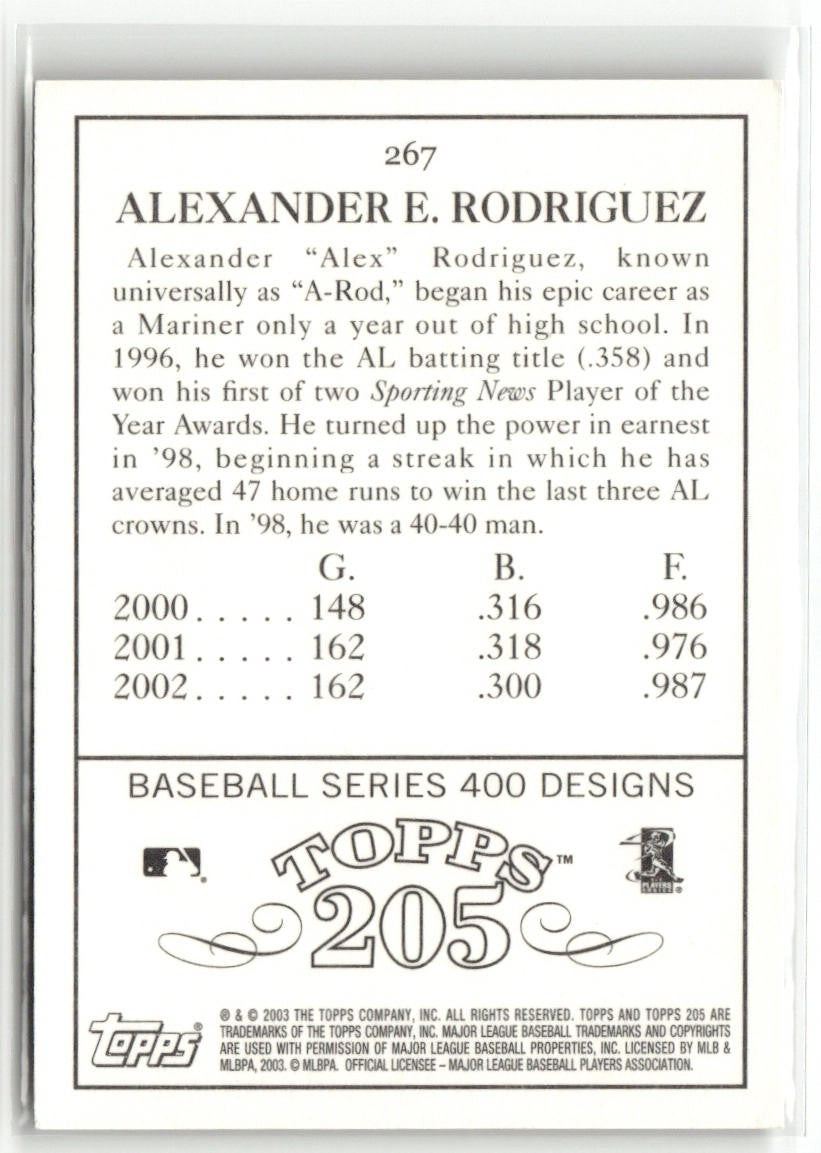 267
ALEXANDER E. RODRIGUEZ
Alexander “Alex” Rodriguez, known
universally as “A-Rod,” began his epic career as
a Mariner only a year out of high school. In
1996, he won the AL batting title (.358) and
won his first of two Sporting News Player of the
Year Awards. He turned up the power in earnest
in ’98, beginning a streak in which he has
averaged 47 home runs to win the last three AL
crowns. In ’98, he was a 40-40 man.
G. B. F.
2000 . . . . . 148 .316 .986
2001 . . . . . 162 .318 .976
2002 . . . . . 162 .300 .987
BASEBALL SERIES 400 DESIGNS
TOPPS™
205
PLAYERS
CHOICE®
Topps®
® & © 2003 THE TOPPS COMPANY, INC. ALL RIGHTS RESERVED. TOPPS AND TOPPS 205 ARE
TRADEMARKS OF THE TOPPS COMPANY, INC. MAJOR LEAGUE BASEBALL TRADEMARKS AND COPYRIGHTS
ARE USED WITH PERMISSION OF MAJOR LEAGUE BASEBALL PROPERTIES, INC. LICENSED BY MLB &
MLBPA, 2003. © MLBPA. OFFICIAL LICENSEE – MAJOR LEAGUE BASEBALL PLAYERS ASSOCIATION.